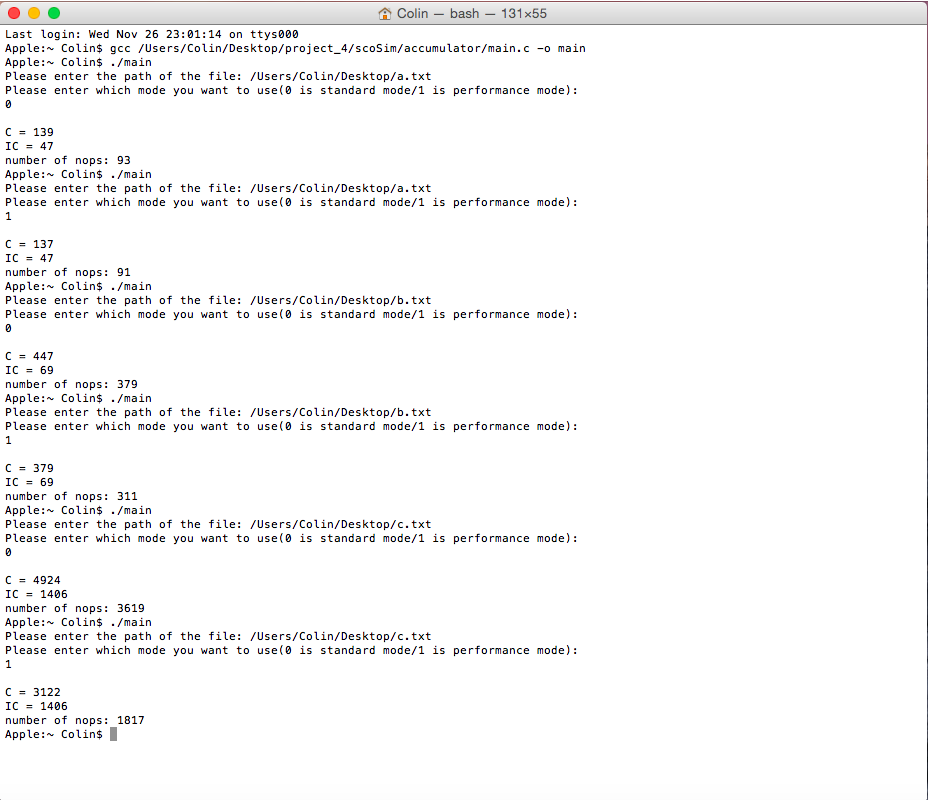 Colin — bash — 131×55
Last login: Wed Nov 26 23:01:14 on ttys000
Apple:~ Colin$ gcc /Users/Colin/Desktop/project_4/scoSim/accumulator/main.c -o main
Apple:~ Colin$ ./main
Please enter the path of the file: /Users/Colin/Desktop/a.txt
Please enter which mode you want to use(0 is standard mode/1 is performance mode):
0
C = 139
IC = 47
number of nops: 93
Apple:~ Colin$ ./main
Please enter the path of the file: /Users/Colin/Desktop/a.txt
Please enter which mode you want to use(0 is standard mode/1 is performance mode):
1
C = 137
IC = 47
number of nops: 91
Apple:~ Colin$ ./main
Please enter the path of the file: /Users/Colin/Desktop/b.txt
Please enter which mode you want to use(0 is standard mode/1 is performance mode):
0
C = 447
IC = 69
number of nops: 379
Apple:~ Colin$ ./main
Please enter the path of the file: /Users/Colin/Desktop/b.txt
Please enter which mode you want to use(0 is standard mode/1 is performance mode):
1
C = 379
IC = 69
number of nops: 311
Apple:~ Colin$ ./main
Please enter the path of the file: /Users/Colin/Desktop/c.txt
Please enter which mode you want to use(0 is standard mode/1 is performance mode):
0
C = 4924
IC = 1406
number of nops: 3619
Apple:~ Colin$ ./main
Please enter the path of the file: /Users/Colin/Desktop/c.txt
Please enter which mode you want to use(0 is standard mode/1 is performance mode):
1
C = 3122
IC = 1406
number of nops: 1817
Apple:~ Colin$